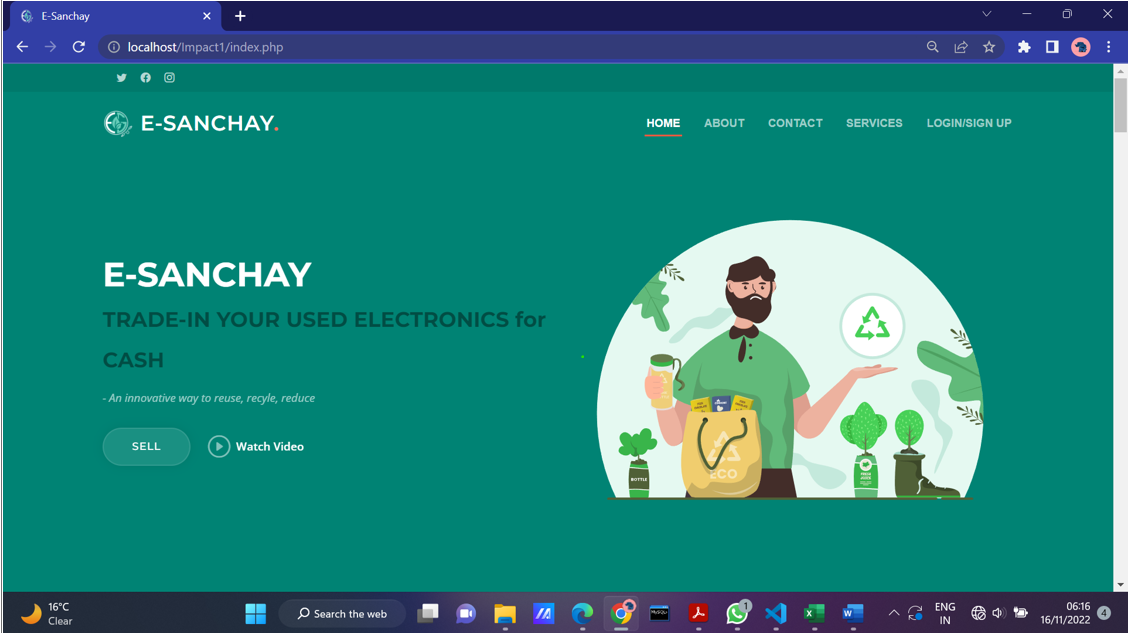 E-Sanchay
localhost/Impact1/index.php
E-SANCHAY.
HOME
ABOUT
CONTACT
SERVICES
LOGIN/SIGN UP
E-SANCHAY
TRADE-IN YOUR USED ELECTRONICS for
CASH
- An innovative way to reuse, recyle, reduce
SELL
Watch Video
ECO
BOTTLE
16°C
Clear
Search the web
1
ENG
IN
06:16
16/11/2022
4